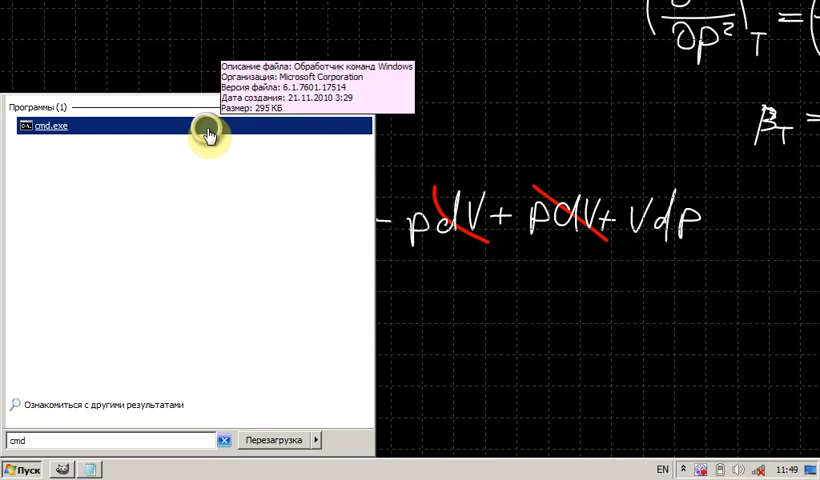 Описание файла: Обработчик команд Windows
Организация: Microsoft Corporation
Версия файла: 6.1.7601.17514
Дата создания: 21.11.2010 3:29
Размер: 295 КБ
Программы (1)
cmd.exe
∂p² T =
β T =
- pdV + pdV + Vdp
Ознакомиться с другими результатами
cmd
Перезагрузка
Пуск
EN
11:49